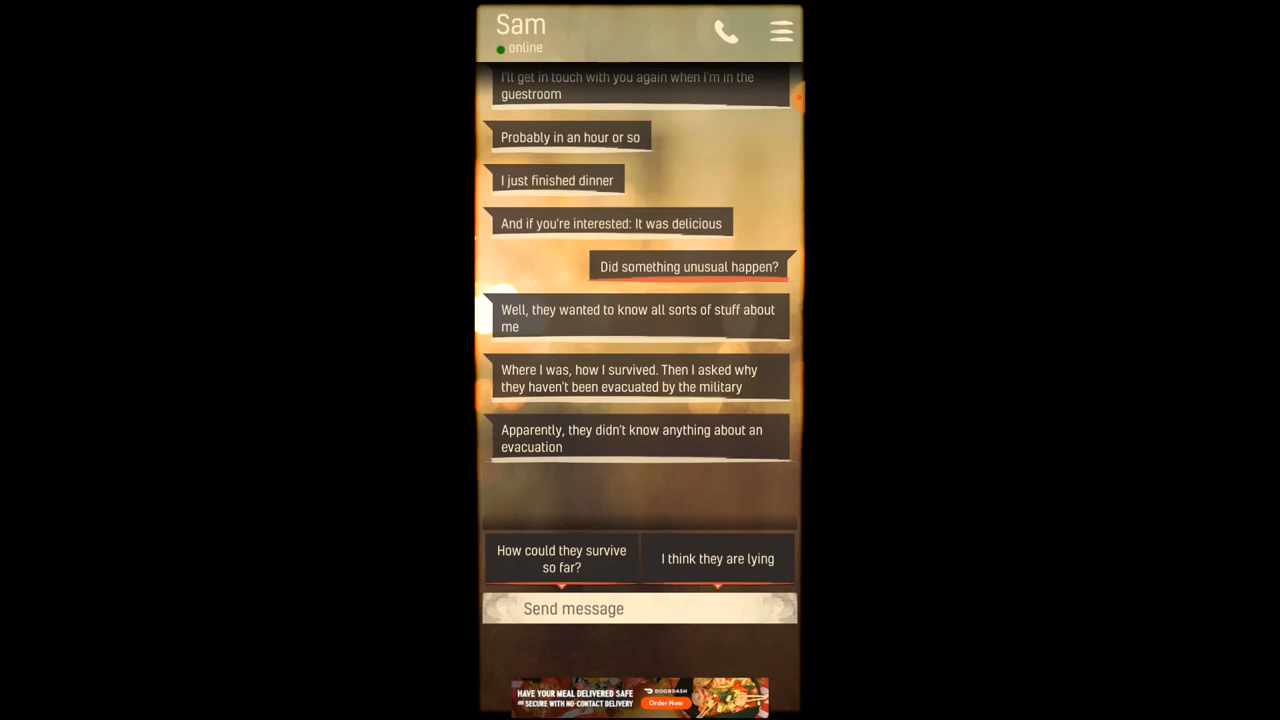 Sam
online
I'll get in touch with you again when I'm in the
guestroom
Probably in an hour or so
I just finished dinner
And if you're interested: It was delicious
Did something unusual happen?
Well, they wanted to know all sorts of stuff about
me
Where I was, how I survived. Then I asked why
they haven't been evacuated by the military
Apparently, they didn't know anything about an
evacuation
How could they survive
so far?
I think they are lying
Send message
HAVE YOUR MEAL DELIVERED SAFE
AND SECURE WITH NO-CONTACT DELIVERY
DOORDASH
Order Now